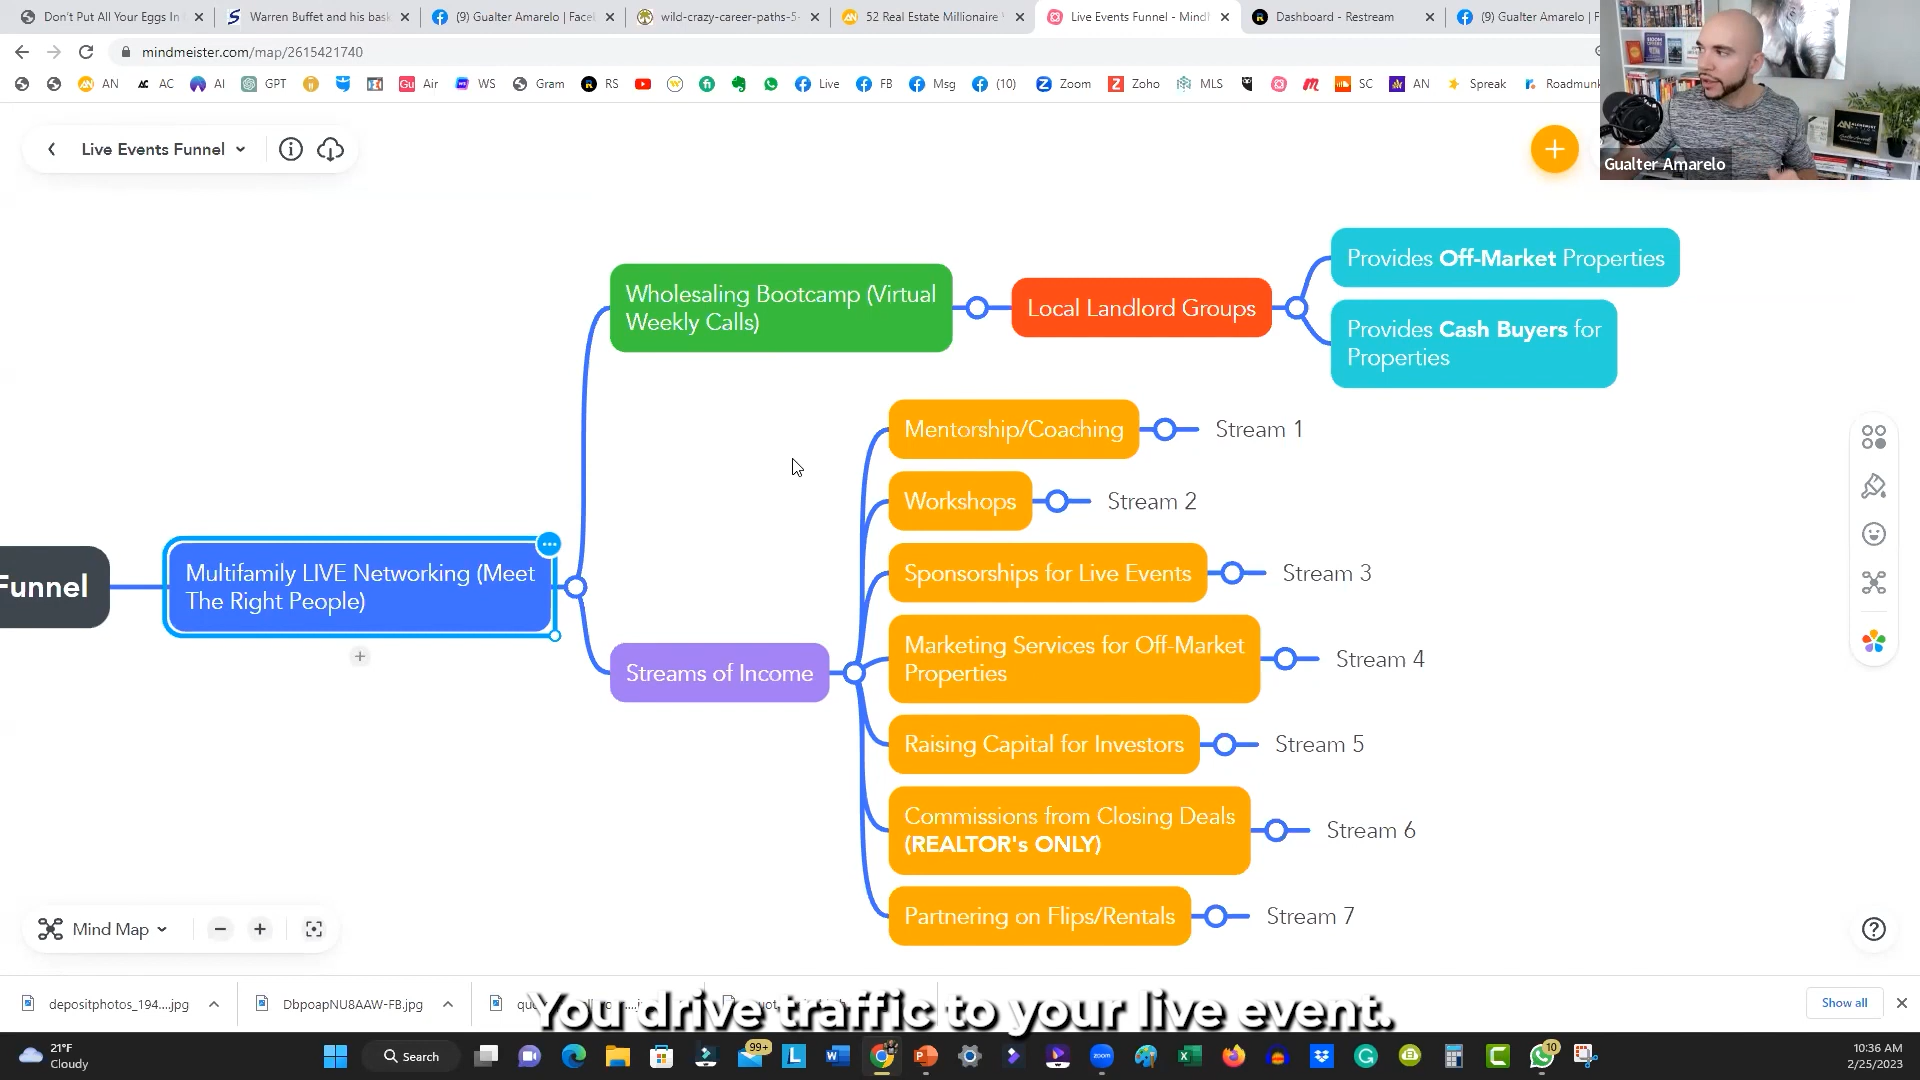 Don't Put All Your Eggs In
Warren Buffet and his bask
(9) Gualter Amarelo | Face
wild-crazy-career-paths-5-
52 Real Estate Millionaire
Live Events Funnel - Mind
Dashboard - Restream
(9) Gualter Amarelo | F
mindmeister.com/map/2615421740
AN
AC
AI
GPT
Gu Air
WS
Gram
RS
Live
FB
Msg
(10)
Zoom
Zoho
MLS
SC
AN
Spreak
Roadmunk
Gualter Amarelo
Live Events Funnel
Provides Off-Market Properties
Wholesaling Bootcamp (Virtual
Weekly Calls)
Local Landlord Groups
Provides Cash Buyers for
Properties
Mentorship/Coaching
Stream 1
Workshops
Stream 2
Funnel
Multifamily LIVE Networking (Meet
The Right People)
Sponsorships for Live Events
Stream 3
Streams of Income
Marketing Services for Off-Market
Properties
Stream 4
Raising Capital for Investors
Stream 5
Commissions from Closing Deals
(REALTOR's ONLY)
Stream 6
Partnering on Flips/Rentals
Stream 7
Mind Map
depositphotos_194....jpg
DbpoapNU8AAW-FB.jpg
Show all
You drive traffic to your live event.
21°F
Cloudy
Search
99+
10
10:36 AM
2/25/2023